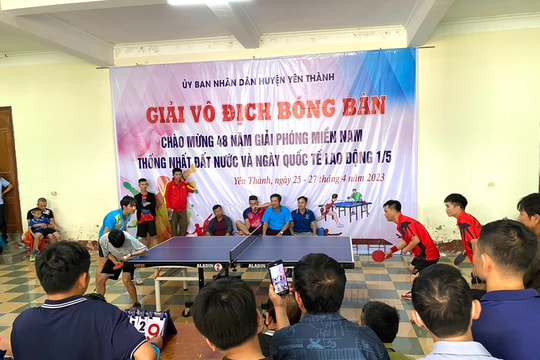 ỦY BAN NHÂN DÂN HUYỆN YÊN THÀNH
GIẢI VÔ ĐỊCH BÓNG BÀN
CHÀO MỪNG 48 NĂM GIẢI PHÓNG MIỀN NAM
THỐNG NHẤT ĐẤT NƯỚC VÀ NGÀY QUỐC TẾ LAO ĐỘNG 1/5
Yên Thành, ngày 25 - 27 tháng 4 năm 2023
2 9